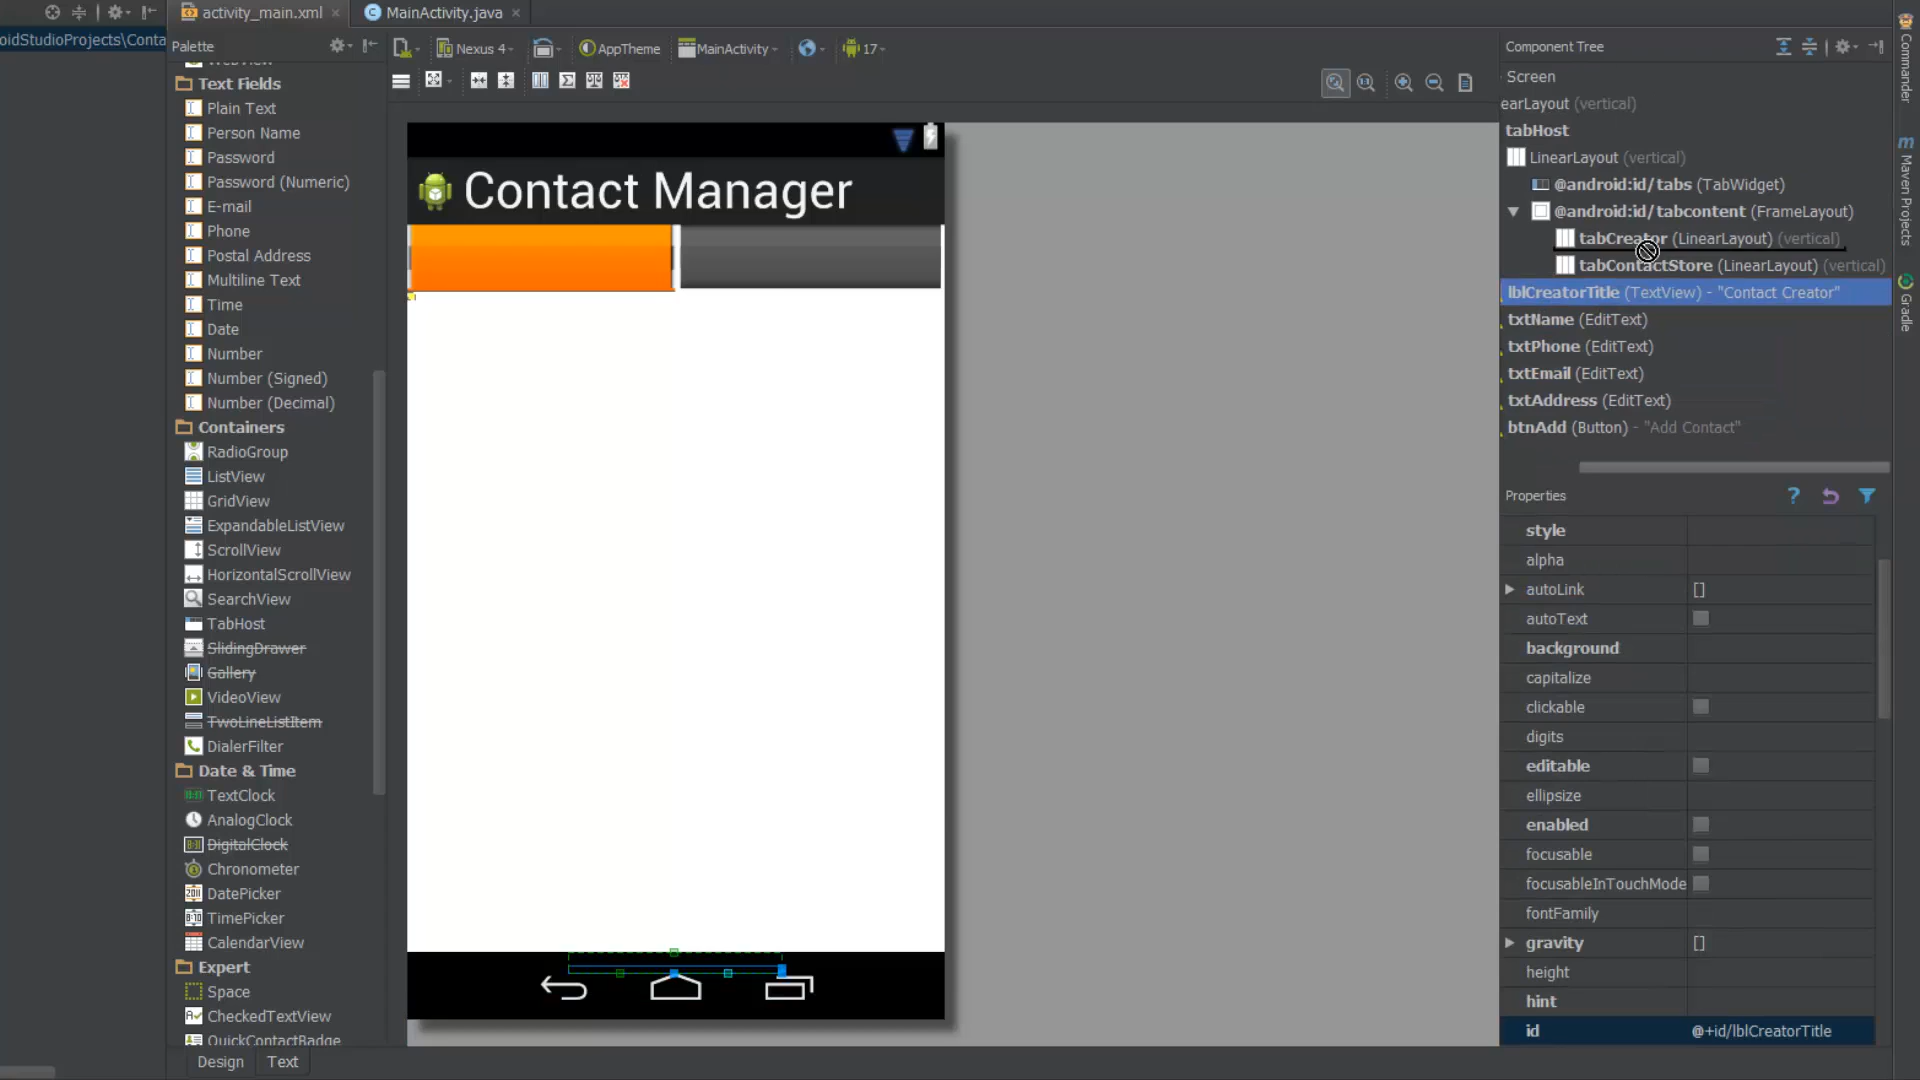 activity_main.xml
MainActivity.java
oidStudioProjects\Conta
Palette
Nexus 4
AppTheme
MainActivity
17
Text Fields
Plain Text
Person Name
Password
Password (Numeric)
E-mail
Phone
Postal Address
Multiline Text
Time
Date
Number
Number (Signed)
Number (Decimal)
Containers
RadioGroup
ListView
GridView
ExpandableListView
ScrollView
HorizontalScrollView
SearchView
TabHost
SlidingDrawer
Gallery
VideoView
TwoLineListItem
DialerFilter
Date & Time
TextClock
AnalogClock
DigitalClock
Chronometer
DatePicker
TimePicker
CalendarView
Expert
Space
CheckedTextView
QuickContactBadge
Design
Text
Contact Manager
Component Tree
Screen
earLayout (vertical)
tabHost
LinearLayout (vertical)
@android:id/tabs (TabWidget)
@android:id/tabcontent (FrameLayout)
tabCreator (LinearLayout) (vertical)
tabContactStore (LinearLayout) (vertical)
lblCreatorTitle (TextView) - "Contact Creator"
txtName (EditText)
txtPhone (EditText)
txtEmail (EditText)
txtAddress (EditText)
btnAdd (Button) - "Add Contact"
Properties
?
style
alpha
autoLink []
autoText
background
capitalize
clickable
digits
editable
ellipsize
enabled
focusable
focusableInTouchMode
fontFamily
gravity []
height
hint
id @+id/lblCreatorTitle
Commander
Maven Projects
Gradle